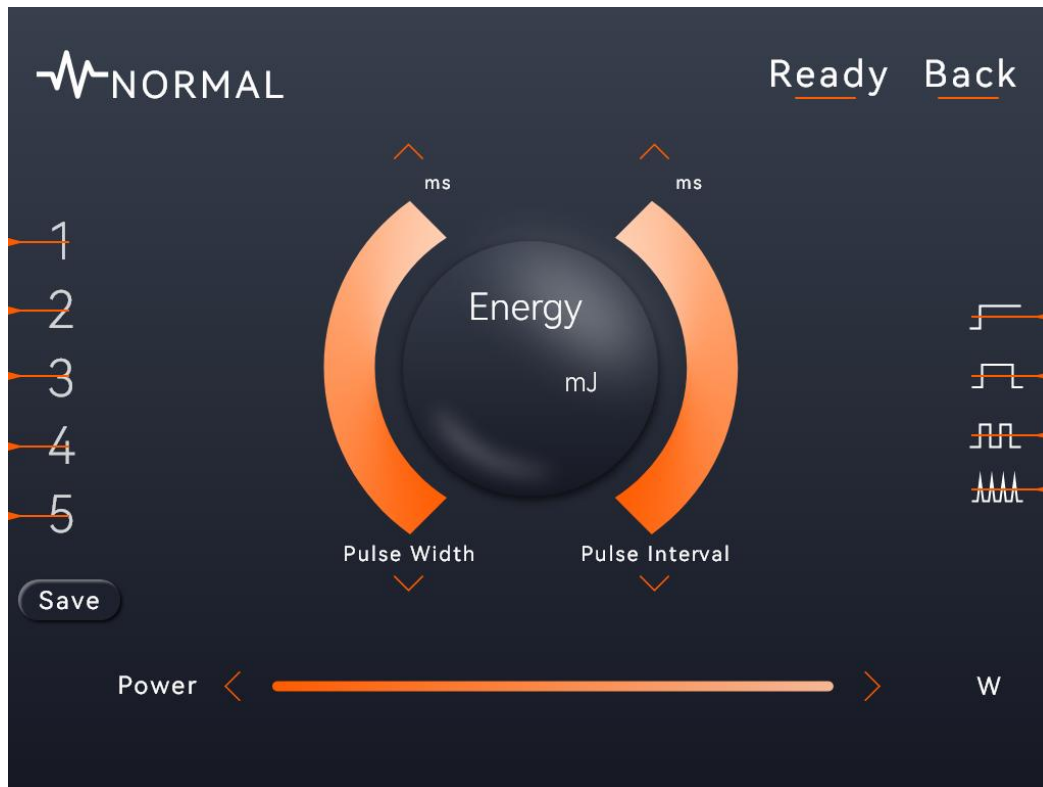 NORMAL
Ready Back
ms ms
1
2
3
4
5
Energy
mJ
Pulse Width Pulse Interval
Save
Power W